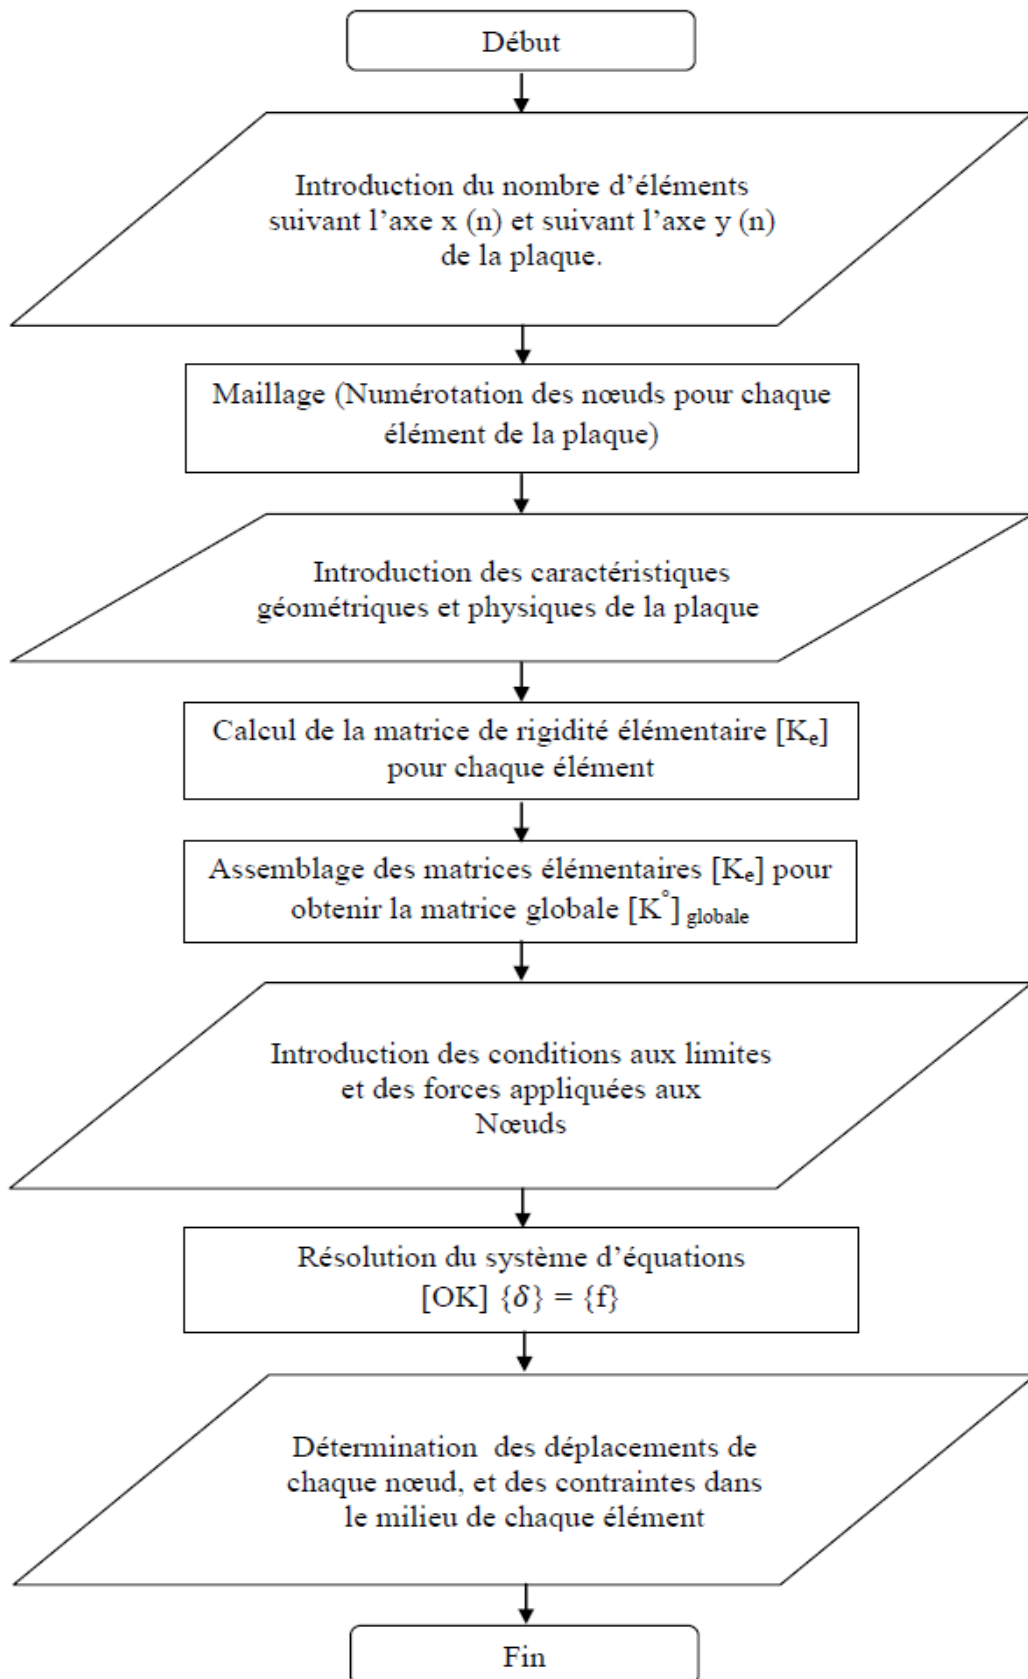 Début
Introduction du nombre d’éléments
suivant l’axe x (n) et suivant l’axe y (n)
de la plaque.
Maillage (Numérotation des nœuds pour chaque
élément de la plaque)
Introduction des caractéristiques
géométriques et physiques de la plaque
Calcul de la matrice de rigidité élémentaire [Ke]
pour chaque élément
Assemblage des matrices élémentaires [Ke] pour
obtenir la matrice globale [K°] globale
Introduction des conditions aux limites
et des forces appliquées aux
Nœuds
Résolution du système d’équations
[OK] {δ} = {f}
Détermination des déplacements de
chaque nœud, et des contraintes dans
le milieu de chaque élément
Fin